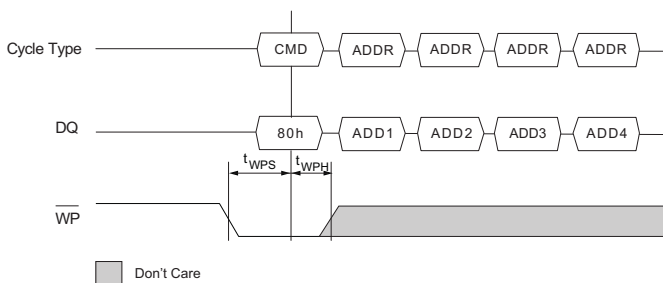 Cycle Type CMD ADDR ADDR ADDR ADDR
DQ 80h ADD1 ADD2 ADD3 ADD4
tWPS tWPH
WP
Don't Care